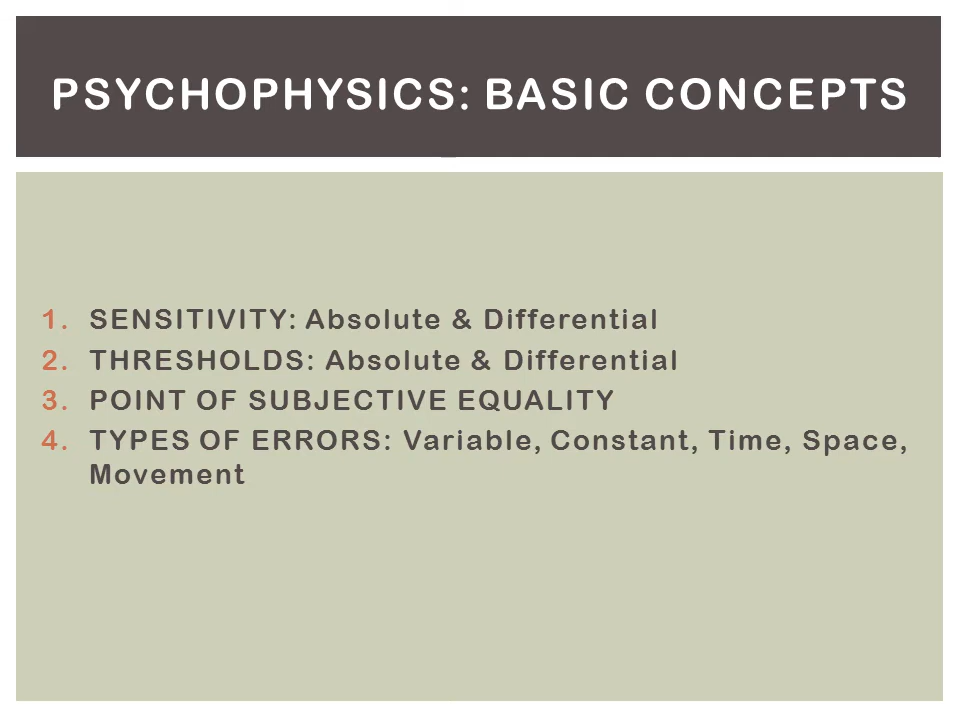 PSYCHOPHYSICS: BASIC CONCEPTS
1. SENSITIVITY: Absolute & Differential
2. THRESHOLDS: Absolute & Differential
3. POINT OF SUBJECTIVE EQUALITY
4. TYPES OF ERRORS: Variable, Constant, Time, Space,
Movement